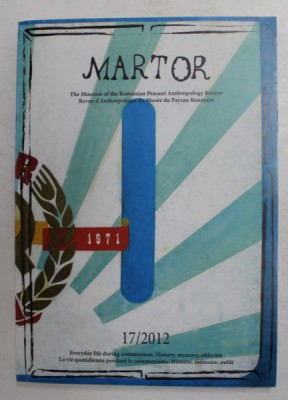 MARTOR
The Museum of the Romanian Peasant Anthropology Review
Revue d'Anthropologie du Musée du Paysan Roumain
R
1971
17/2012
Everyday life during communism. History, memory, oblivion
La vie quotidienne pendant le communisme. Histoire, mémoire, oubli